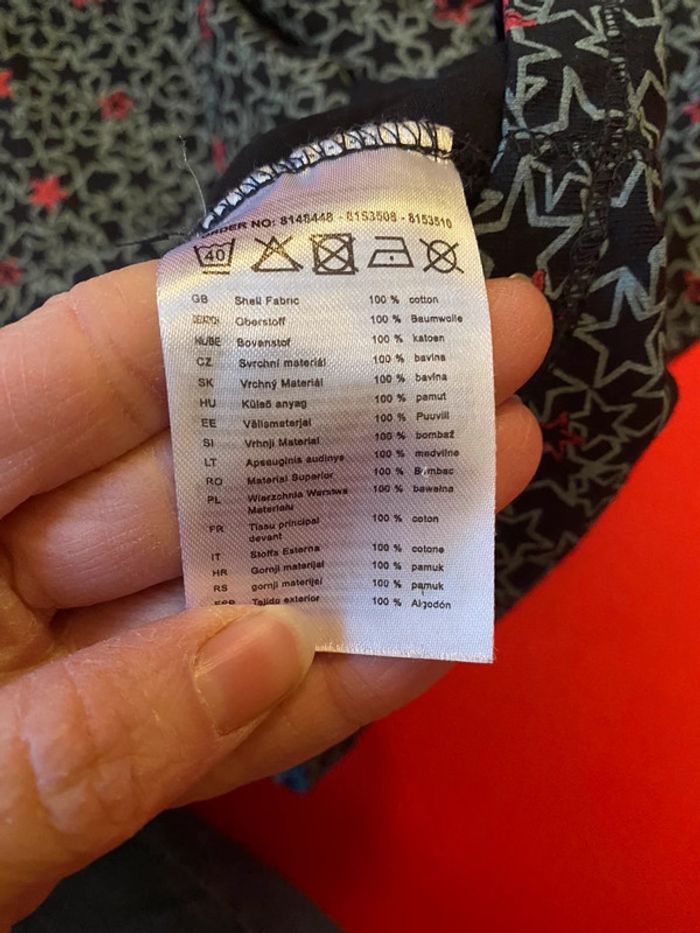 ORDER NO: 8148448 - 8153508 - 8153510
40
GB Shell Fabric 100 % cotton
Oberstoff 100 % Baumwolle
NL/BE Bovenstof 100 % katoen
CZ Svrchní materiál 100 % bavlna
SK Vrchný Materiál 100 % bavlna
HU Külső anyag 100 % pamut
EE Välismaterjal 100 % Puuvill
SI Vrhnji Material 100 % bombaž
LT Apsauginis audinys 100 % medvilne
RO Material Superior 100 % Bumbac
PL Wierzchnia Warstwa 100 % bawełna
Materiału
FR Tissu principal 100 % coton
devant
IT Stoffa Esterna 100 % cotone
HR Gornji materijal 100 % pamuk
RS gornji materijal 100 % pamuk
ESP Tejido exterior 100 % Algodón